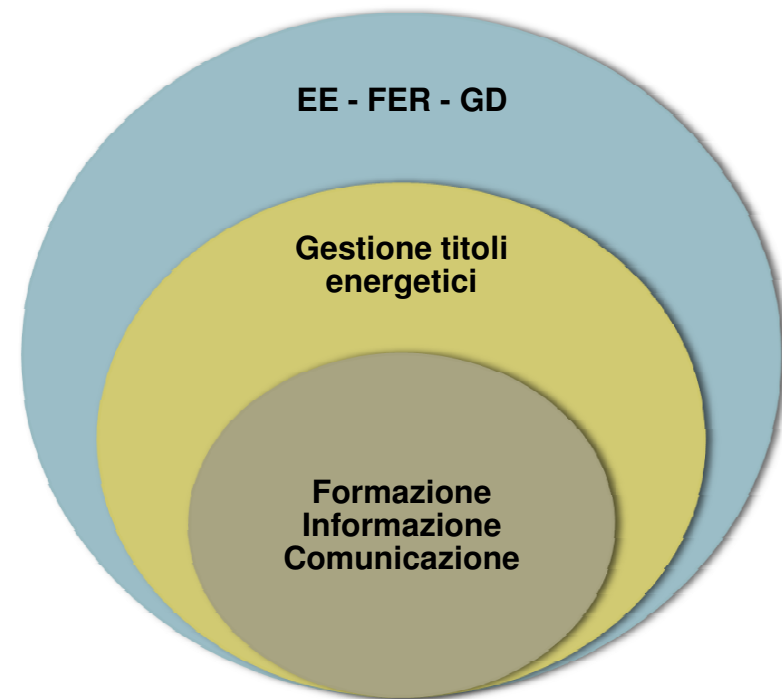 EE - FER - GD
Gestione titoli
energetici
Formazione
Informazione
Comunicazione